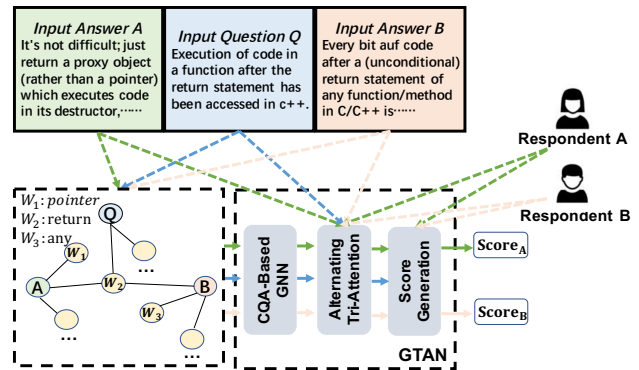 Input Answer A
It's not difficult; just
return a proxy object
(rather than a pointer)
which executes code
in its destructor,······
Input Question Q
Execution of code in
a function after the
return statement has
been accessed in c++.
Input Answer B
Every bit auf code
after a (unconditional)
return statement of
any function/method
in C/C++ is······
Respondent A
Respondent B
W1: pointer
W2: return
W3: any
Q
W1
...
A
W2
B
W3
...
...
CQA-Based
GNN
Alternating
Tri-Attention
Score
Generation
GTAN
ScoreA
ScoreB